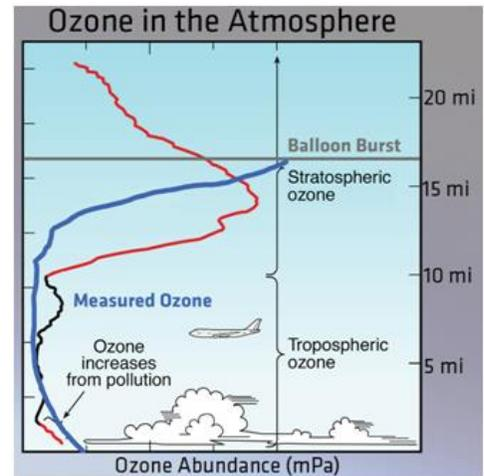 Ozone in the Atmosphere
20 mi
Balloon Burst
Stratospheric
ozone
15 mi
10 mi
Measured Ozone
Ozone
increases
from pollution
Tropospheric
ozone
5 mi
Ozone Abundance (mPa)